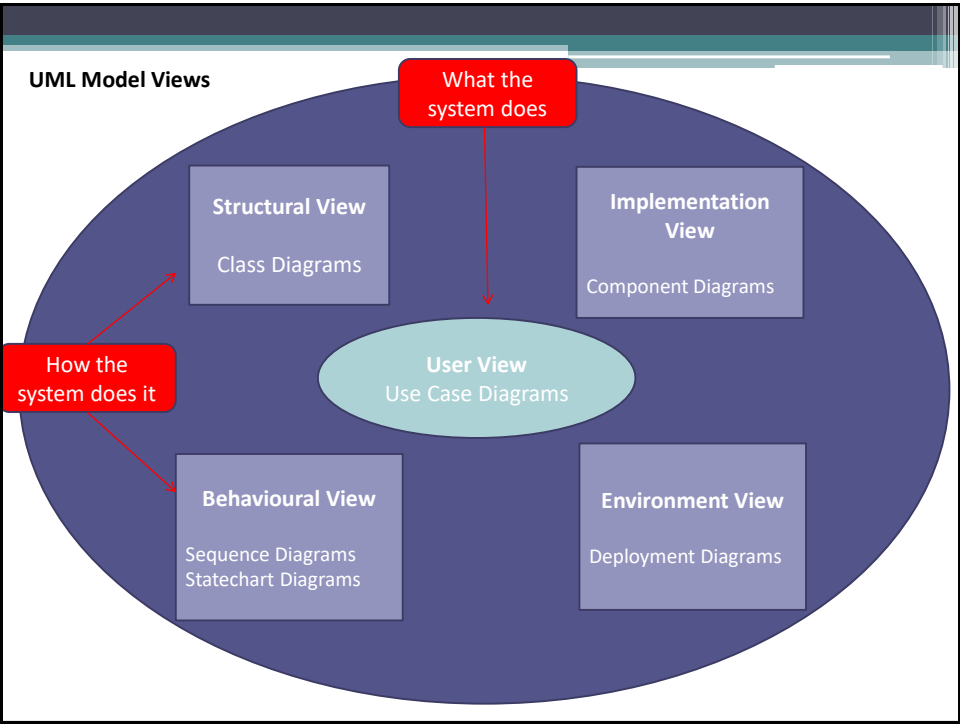 UML Model Views
What the
system does
Structural View
Class Diagrams
Implementation
View
Component Diagrams
How the
system does it
User View
Use Case Diagrams
Behavioural View
Sequence Diagrams
Statechart Diagrams
Environment View
Deployment Diagrams